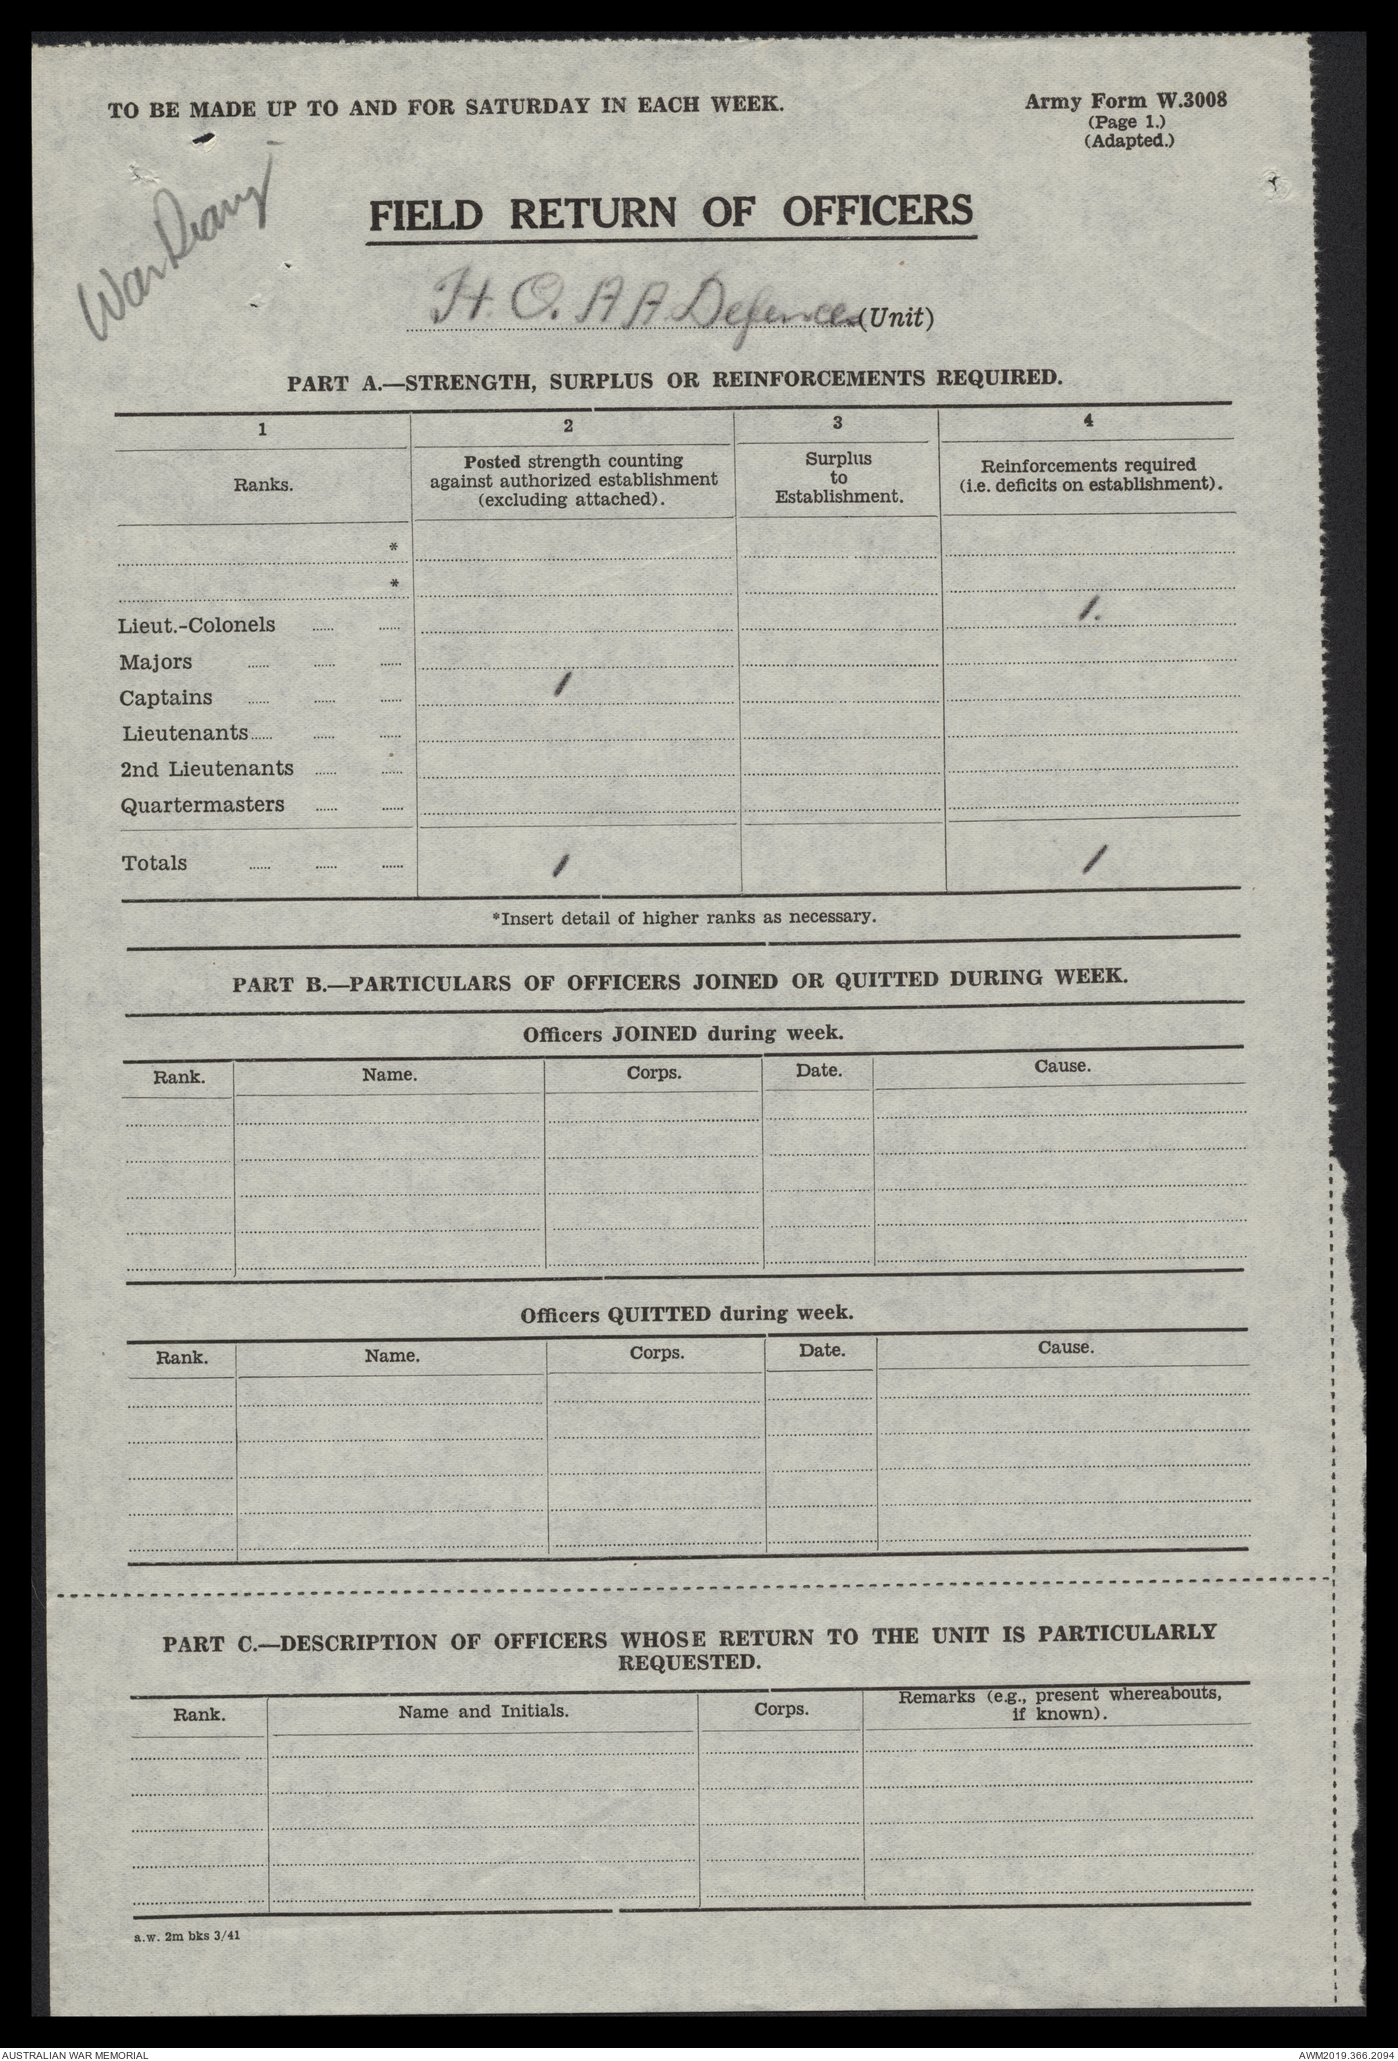 TO BE MADE UP TO AND FOR SATURDAY IN EACH WEEK.
Army Form W.3008
(Page 1.)
(Adapted.)
War Diary
FIELD RETURN OF OFFICERS
H.Q. A A Defences (Unit)
PART A.—STRENGTH, SURPLUS OR REINFORCEMENTS REQUIRED.
1 2 3 4
Ranks.
Posted strength counting
against authorized establishment
(excluding attached).
Surplus
to
Establishment.
Reinforcements required
(i.e. deficits on establishment).
*
*
Lieut.-Colonels 1.
Majors
Captains 1
Lieutenants
2nd Lieutenants
Quartermasters
Totals 1 1
*Insert detail of higher ranks as necessary.
PART B.—PARTICULARS OF OFFICERS JOINED OR QUITTED DURING WEEK.
Officers JOINED during week.
Rank. Name. Corps. Date. Cause.
Officers QUITTED during week.
Rank. Name. Corps. Date. Cause.
PART C.—DESCRIPTION OF OFFICERS WHOSE RETURN TO THE UNIT IS PARTICULARLY
REQUESTED.
Rank. Name and Initials. Corps.
Remarks (e.g., present whereabouts,
if known).
a.w. 2m bks 3/41
AUSTRALIAN WAR MEMORIAL
AWM2019.366.2094